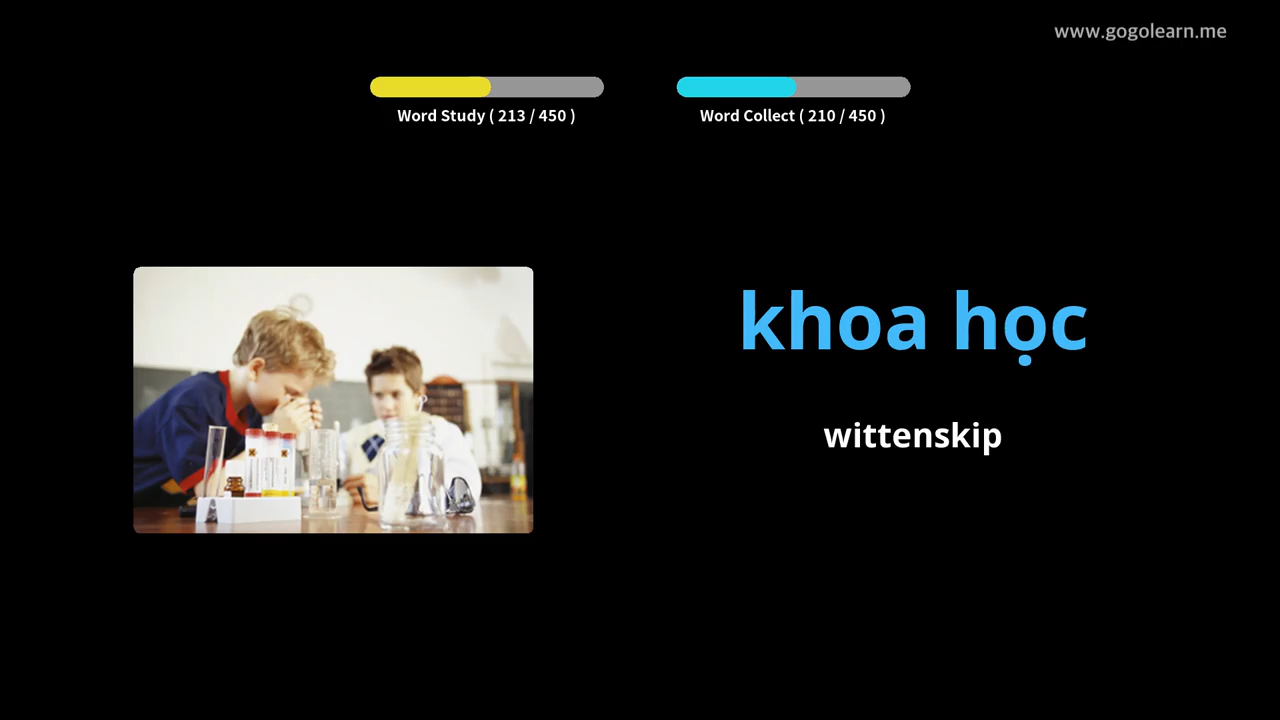 www.gogolearn.me
Word Study ( 213 / 450 )
Word Collect ( 210 / 450 )
khoa học
wittenskip